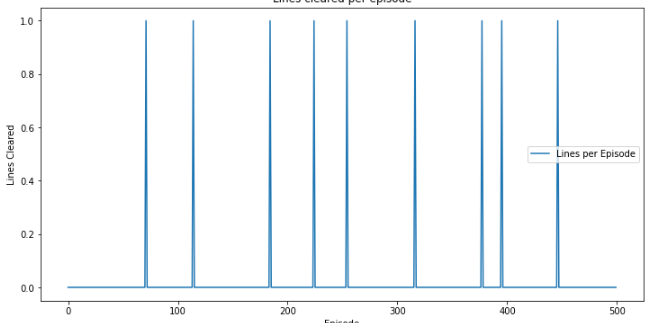 Lines cleared per episode
1.0
0.8
0.6
0.4
0.2
0.0
Lines Cleared
Lines per Episode
0 100 200 300 400 500
Episode